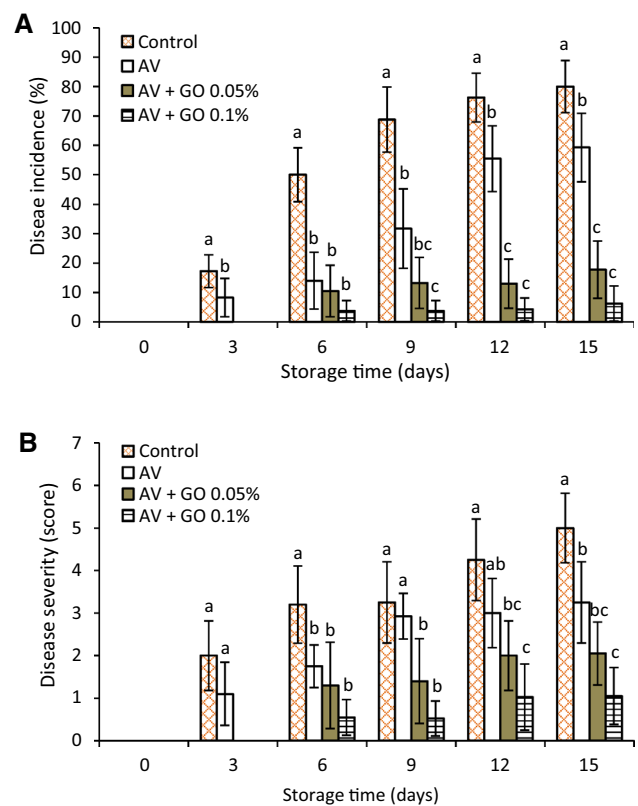 A
100
90
80
70
60
50
40
30
20
10
0
Diseae incidence (%)
Control
AV
AV + GO 0.05%
AV + GO 0.1%
a b
a b b b
a b bc c
a b c c
a b c c
0 3 6 9 12 15
Storage time (days)
B
7
6
5
4
3
2
1
0
Disease severity (score)
Control
AV
AV + GO 0.05%
AV + GO 0.1%
a a
a b b b
a a b b
a ab bc c
a b bc c
0 3 6 9 12 15
Storage time (days)